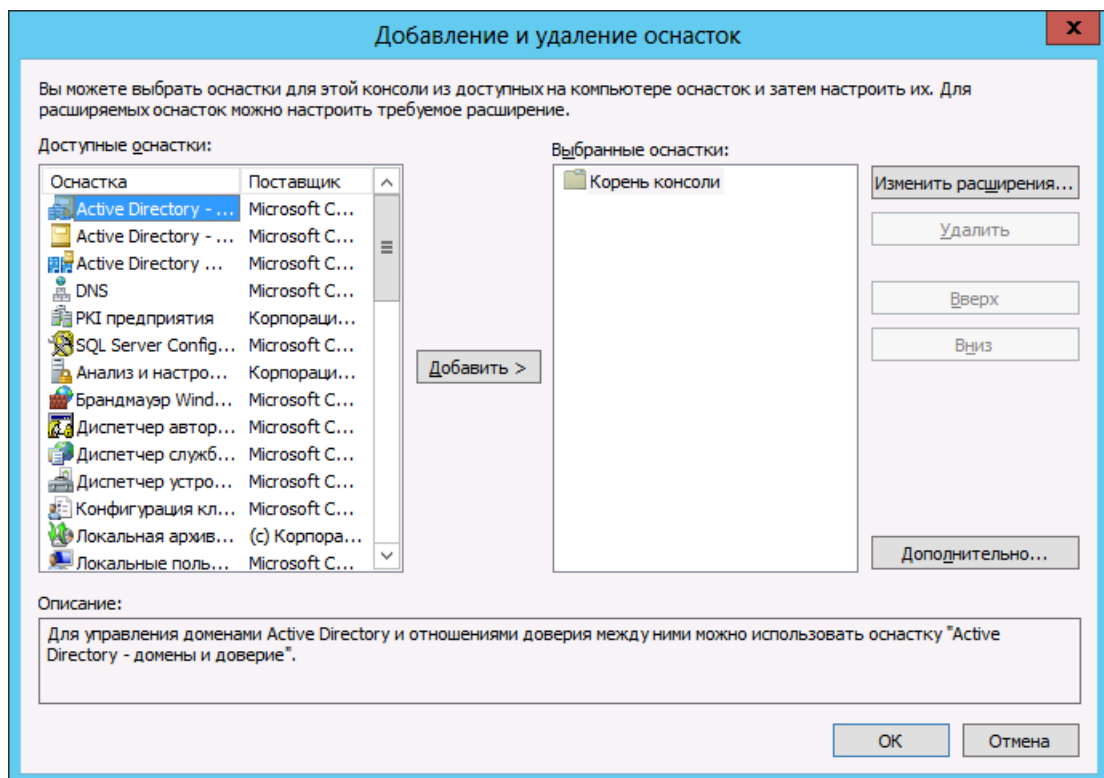 Добавление и удаление оснасток
x
Вы можете выбрать оснастки для этой консоли из доступных на компьютере оснасток и затем настроить их. Для
расширяемых оснасток можно настроить требуемое расширение.
Доступные оснастки:
Оснастка Поставщик
Active Directory - ... Microsoft C...
Active Directory - ... Microsoft C...
Active Directory ... Microsoft C...
DNS Microsoft C...
PKI предприятия Корпораци...
SQL Server Config... Microsoft C...
Анализ и настро... Корпораци...
Брандмауэр Wind... Microsoft C...
Диспетчер автор... Microsoft C...
Диспетчер служб... Microsoft C...
Диспетчер устро... Microsoft C...
Конфигурация кл... Microsoft C...
Локальная архив... (с) Корпора...
Локальные поль... Microsoft C...
Добавить >
Выбранные оснастки:
Корень консоли
Изменить расширения...
Удалить
Вверх
Вниз
Дополнительно...
Описание:
Для управления доменами Active Directory и отношениями доверия между ними можно использовать оснастку "Active
Directory - домены и доверие".
ОК
Отмена